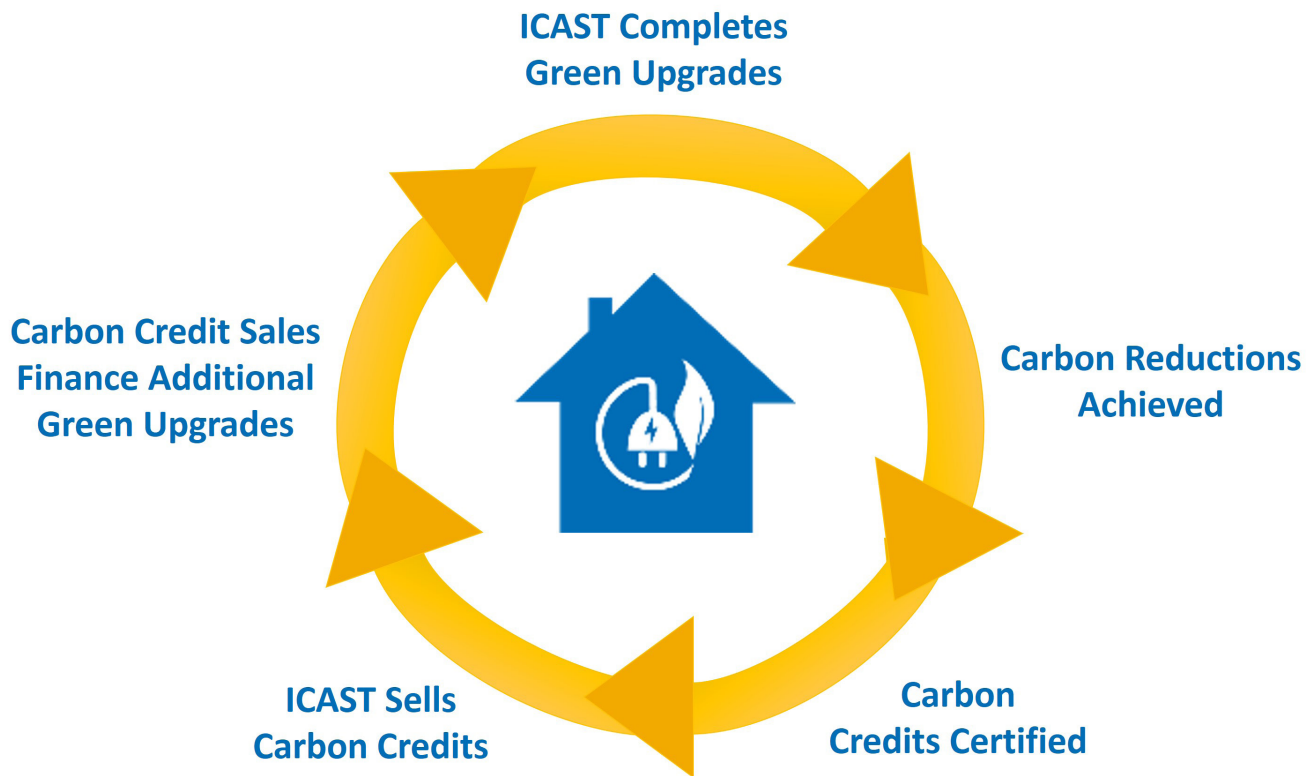 ICAST Completes
Green Upgrades
Carbon Reductions
Achieved
Carbon
Credits Certified
ICAST Sells
Carbon Credits
Carbon Credit Sales
Finance Additional
Green Upgrades